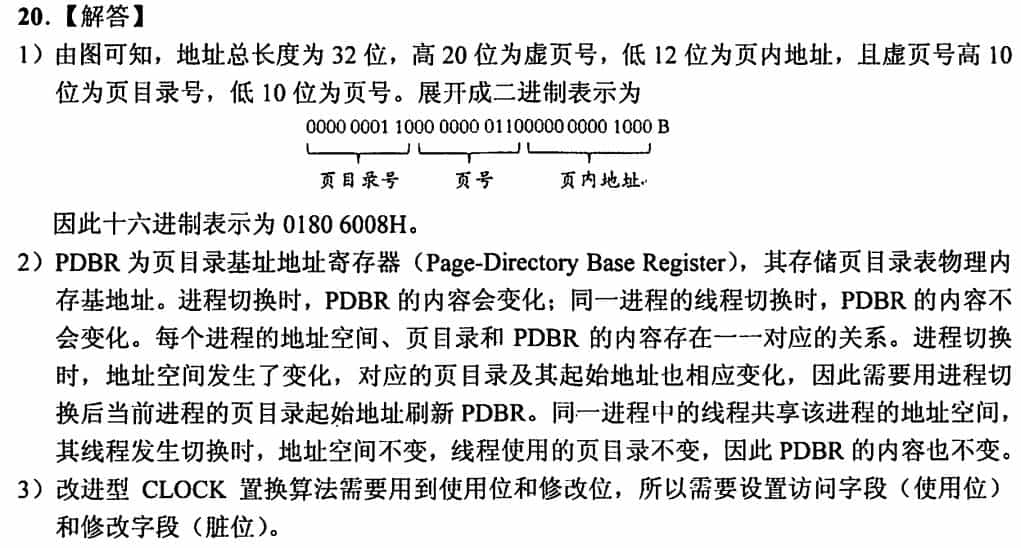 20.【解答】
1）由图可知，地址总长度为 32 位，高 20 位为虚页号，低 12 位为页内地址，且虚页号高 10
位为页目录号，低 10 位为页号。展开成二进制表示为
0000 0001 1000 0000 01100000 0000 1000 B
页目录号 页号 页内地址
因此十六进制表示为 0180 6008H。
2）PDBR 为页目录基址地址寄存器（Page-Directory Base Register），其存储页目录表物理内
存基地址。进程切换时，PDBR 的内容会变化；同一进程的线程切换时，PDBR 的内容不
会变化。每个进程的地址空间、页目录和 PDBR 的内容存在一一对应的关系。进程切换
时，地址空间发生了变化，对应的页目录及其起始地址也相应变化，因此需要用进程切
换后当前进程的页目录起始地址刷新 PDBR。同一进程中的线程共享该进程的地址空间，
其线程发生切换时，地址空间不变，线程使用的页目录不变，因此 PDBR 的内容也不变。
3）改进型 CLOCK 置换算法需要用到使用位和修改位，所以需要设置访问字段（使用位）
和修改字段（脏位）。